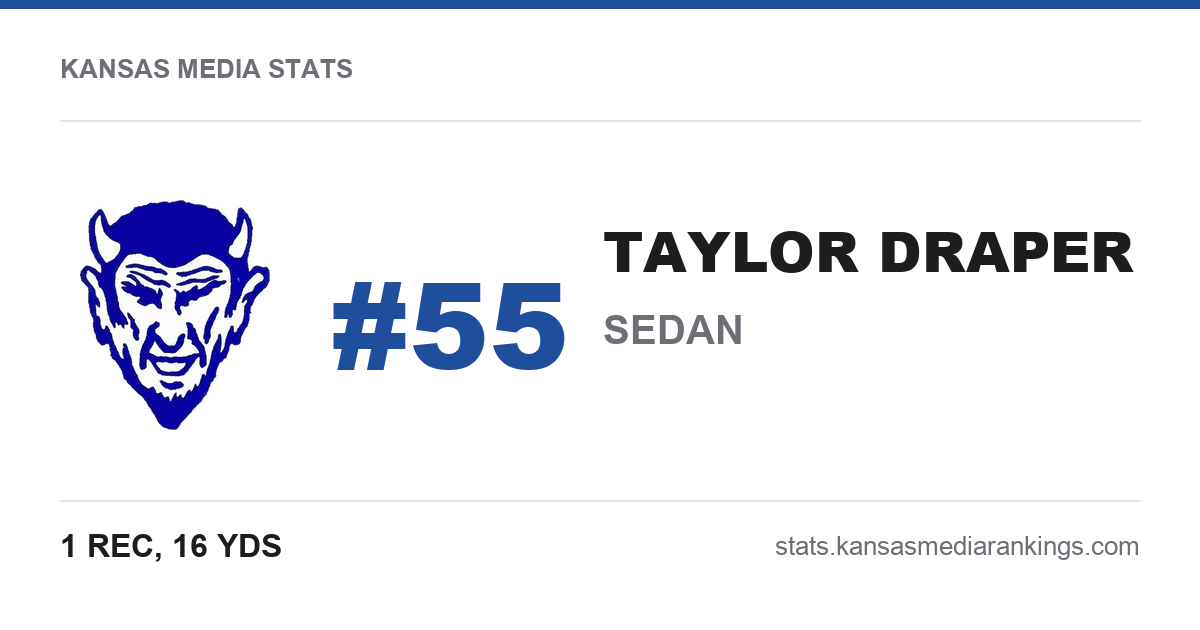 KANSAS MEDIA STATS
#55
TAYLOR DRAPER
SEDAN
1 REC, 16 YDS
stats.kansasmediarankings.com